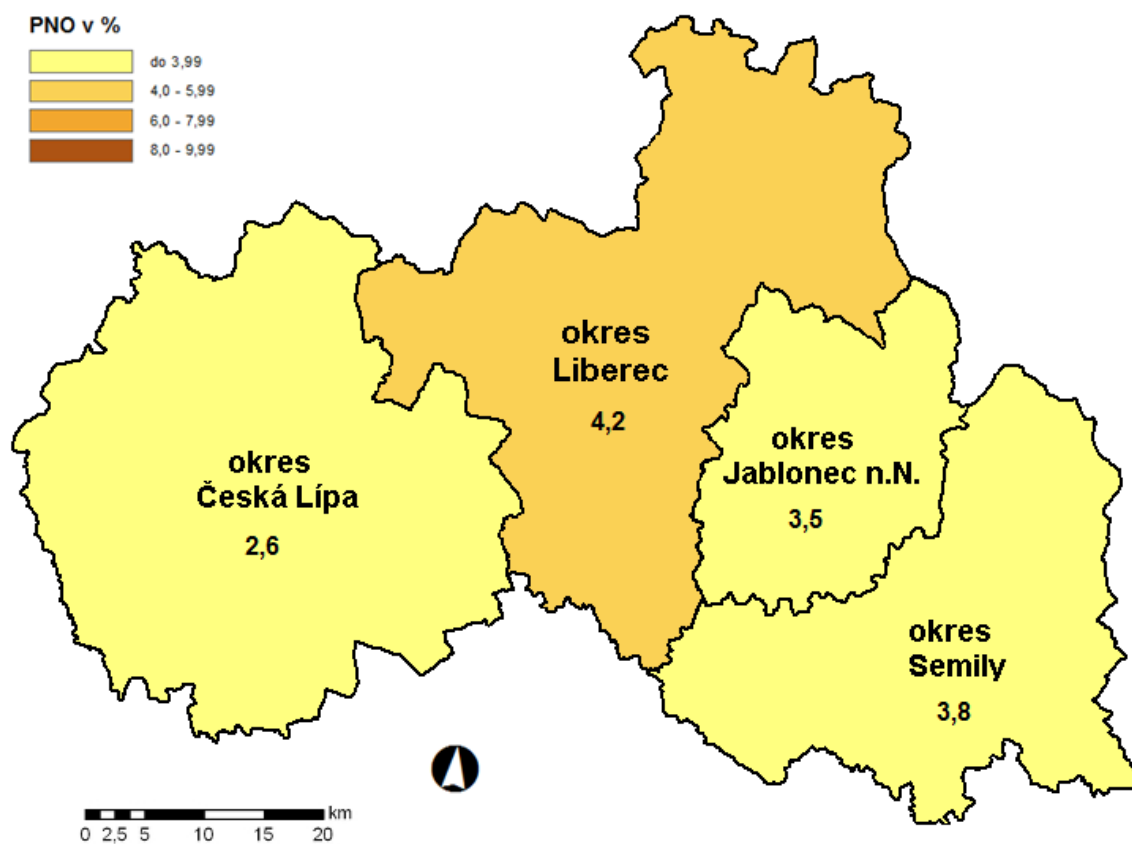 PNO v %
do 3,99
4,0 - 5,99
6,0 - 7,99
8,0 - 9,99
okres
Liberec
4,2
okres
Jablonec n.N.
3,5
okres
Česká Lípa
2,6
okres
Semily
3,8
km
0 2,5 5 10 15 20